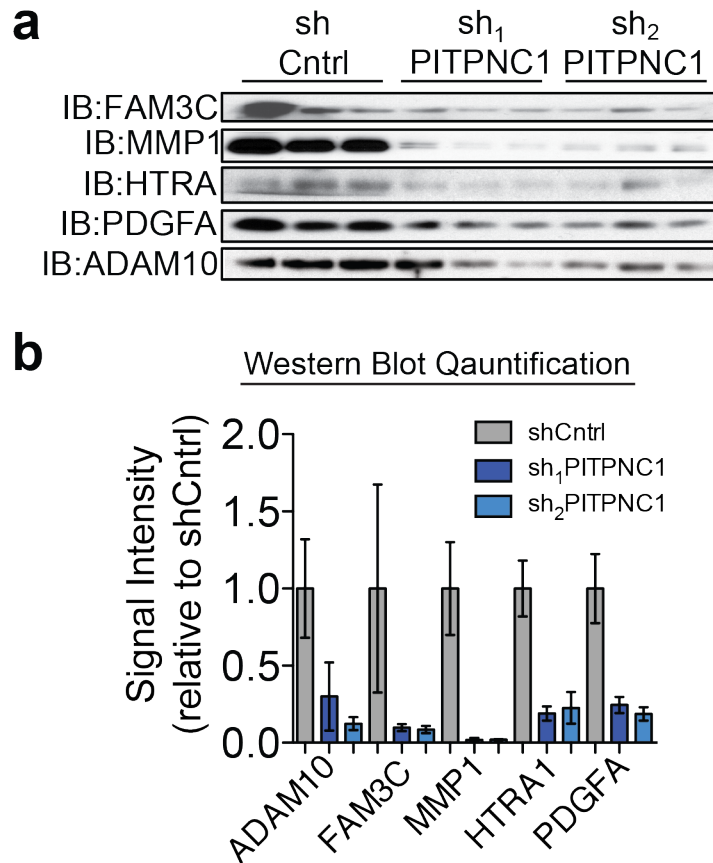 a
sh sh₁ sh₂
Cntrl PITPNC1 PITPNC1
IB:FAM3C
IB:MMP1
IB:HTRA
IB:PDGFA
IB:ADAM10
b
Western Blot Qauntification
Signal Intensity
(relative to shCntrl)
2.0
1.5
1.0
0.5
0.0
shCntrl
sh₁PITPNC1
sh₂PITPNC1
ADAM10
FAM3C
MMP1
HTRA1
PDGFA